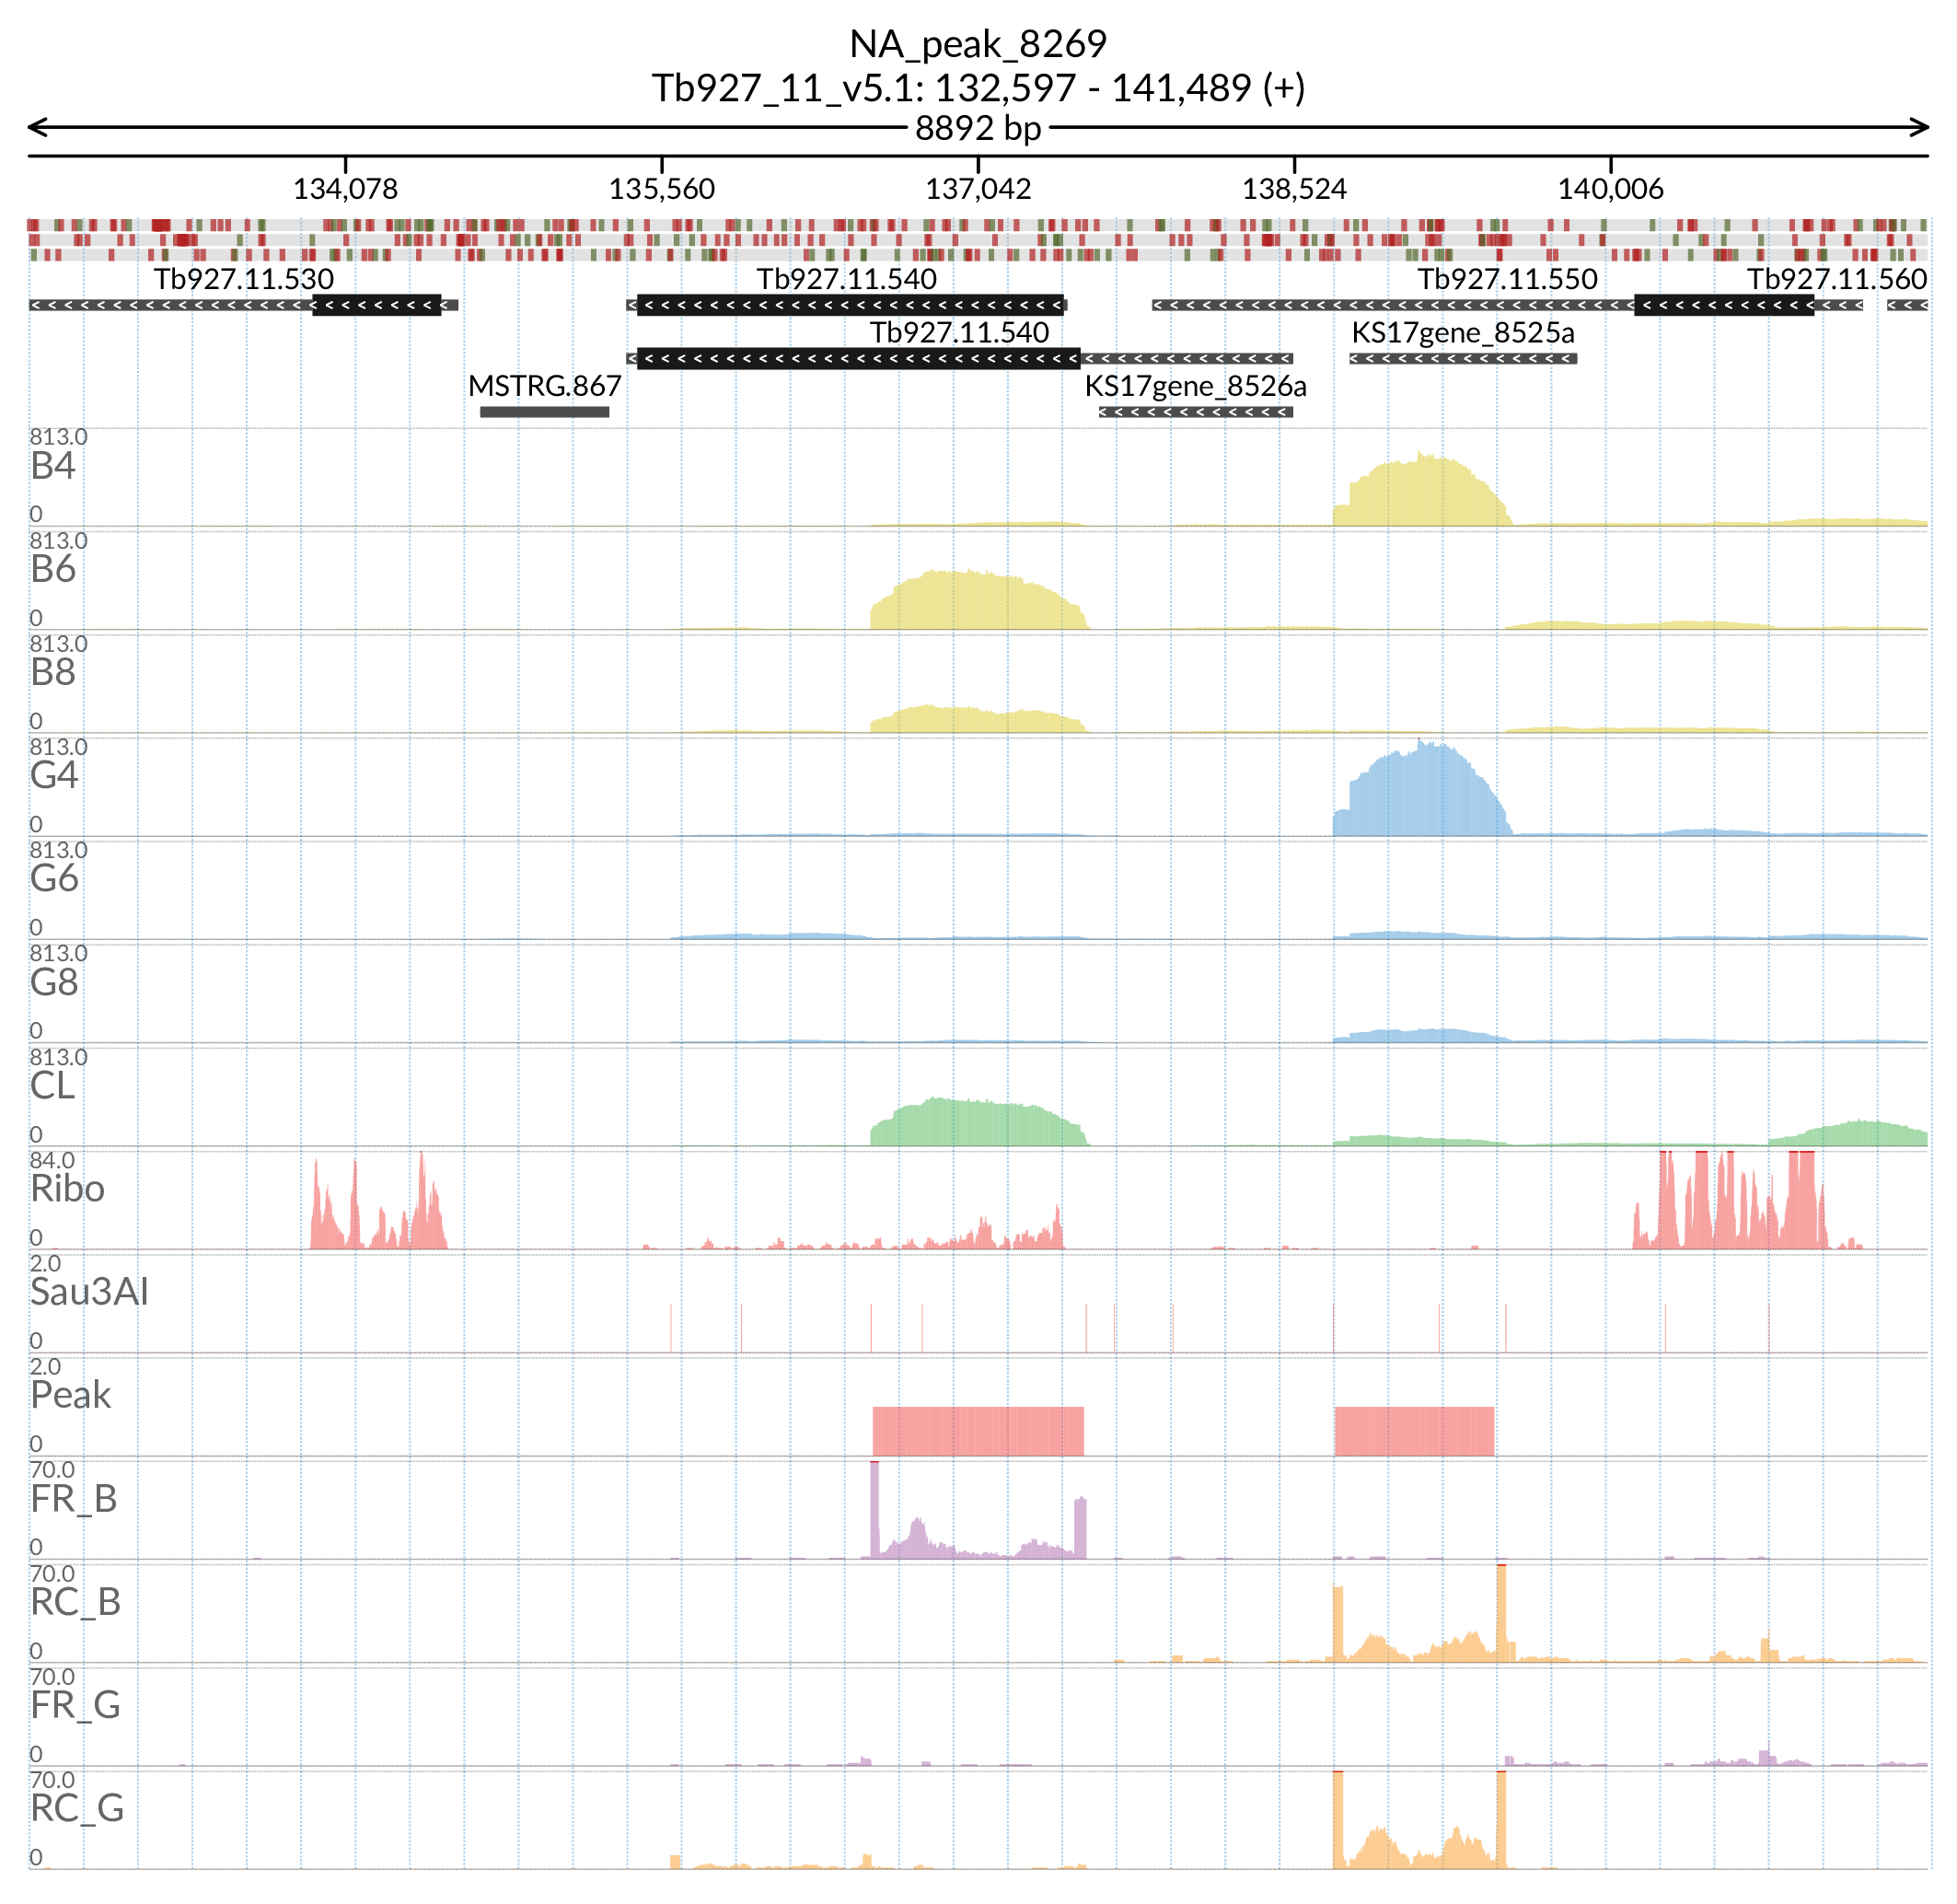 NA_peak_8269
Tb927_11_v5.1: 132,597 - 141,489 (+)
8892 bp
134,078 135,560 137,042 138,524 140,006
Tb927.11.530 Tb927.11.540 Tb927.11.550 Tb927.11.560
Tb927.11.540 KS17gene_8525a
MSTRG.867 KS17gene_8526a
813.0
B4
0
813.0
B6
0
813.0
B8
0
813.0
G4
0
813.0
G6
0
813.0
G8
0
813.0
CL
0
84.0
Ribo
0
2.0
Sau3AI
0
2.0
Peak
0
70.0
FR_B
0
70.0
RC_B
0
70.0
FR_G
0
70.0
RC_G
0